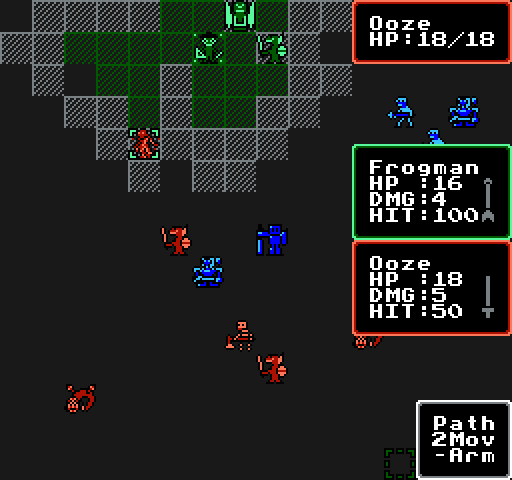 Ooze
HP:18/18
Frogman
HP :16
DMG:4
HIT:100
Ooze
HP :18
DMG:5
HIT:50
Path
2Mov
-Arm